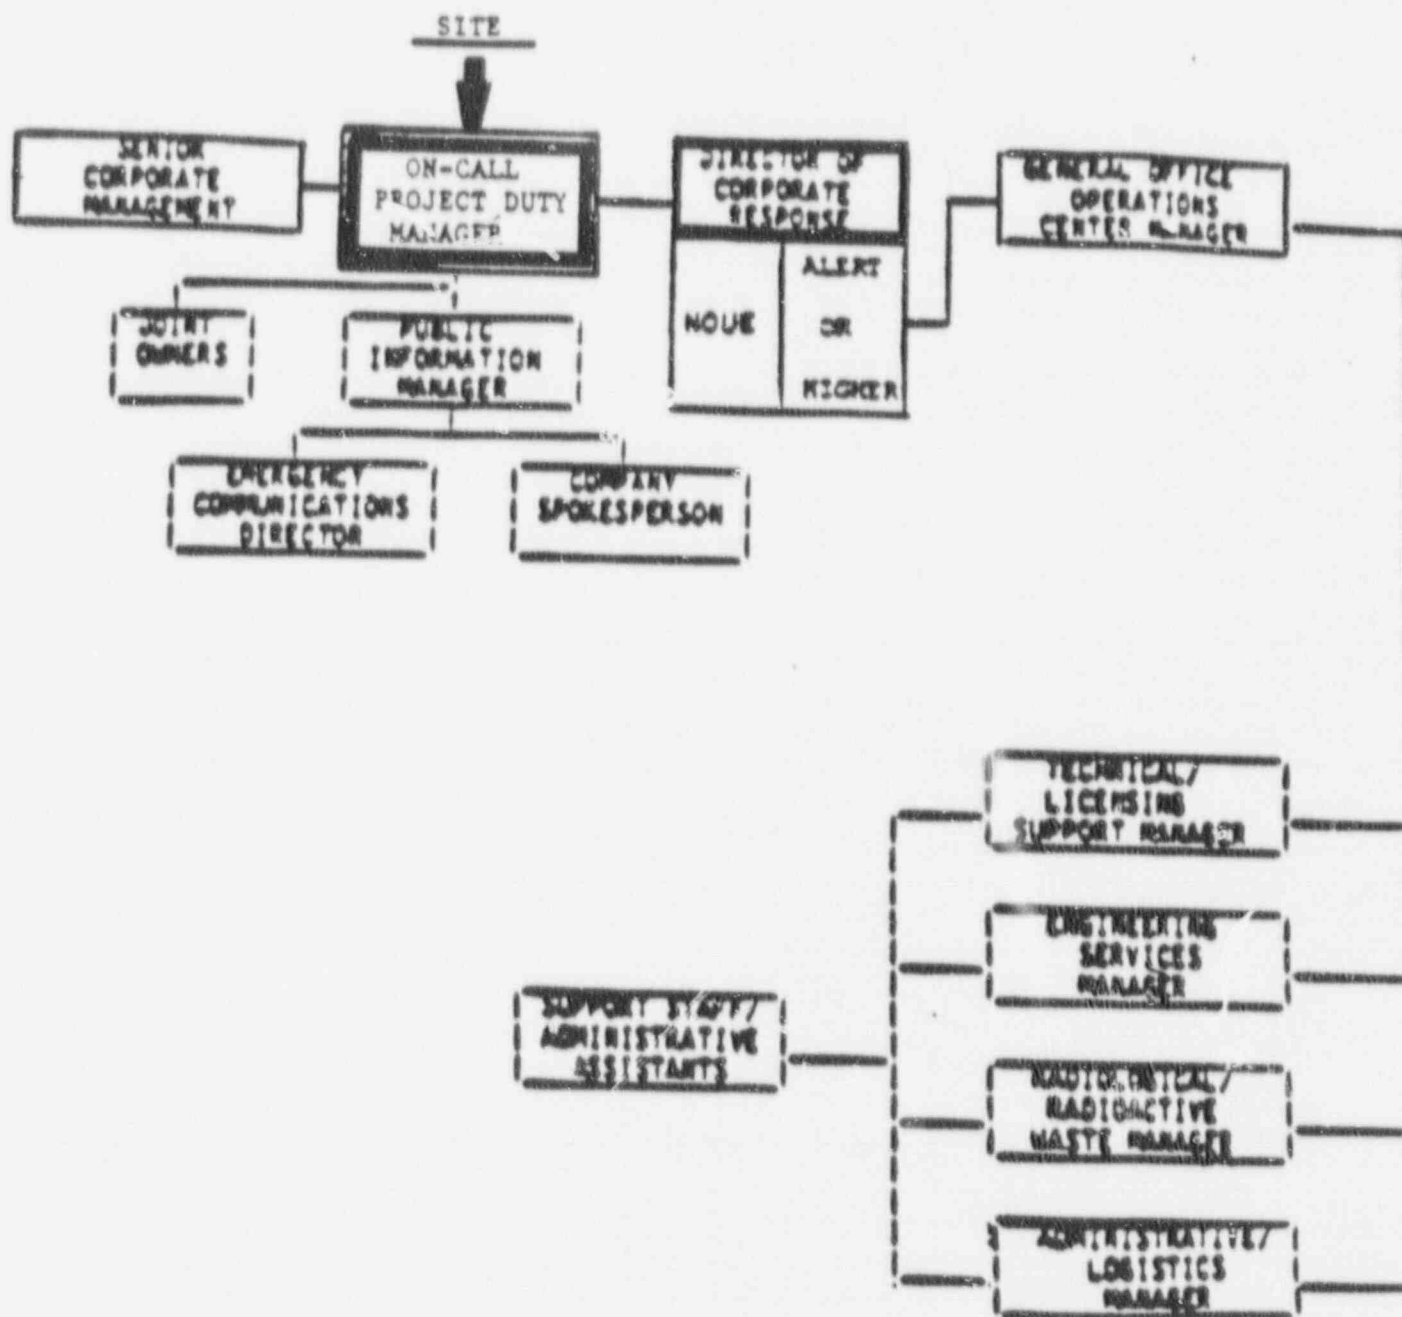 SITE
SENIOR
CORPORATE
MANAGEMENT
ON-CALL
PROJECT DUTY
MANAGER
DIRECTOR OF
CORPORATE
RESPONSE
GENERAL OFFICE
OPERATIONS
CENTER MANAGER
NOUE
ALERT
OR
HIGHER
JOINT
OWNERS
PUBLIC
INFORMATION
MANAGER
EMERGENCY
COMMUNICATIONS
DIRECTOR
COMPANY
SPOKESPERSON
TECHNICAL/
LICENSING
SUPPORT MANAGER
ENGINEERING
SERVICES
MANAGER
SUPPORT STAFF/
ADMINISTRATIVE
ASSISTANTS
RADIOLOGICAL/
RADIOACTIVE
WASTE MANAGER
ADMINISTRATIVE/
LOGISTICS
MANAGER